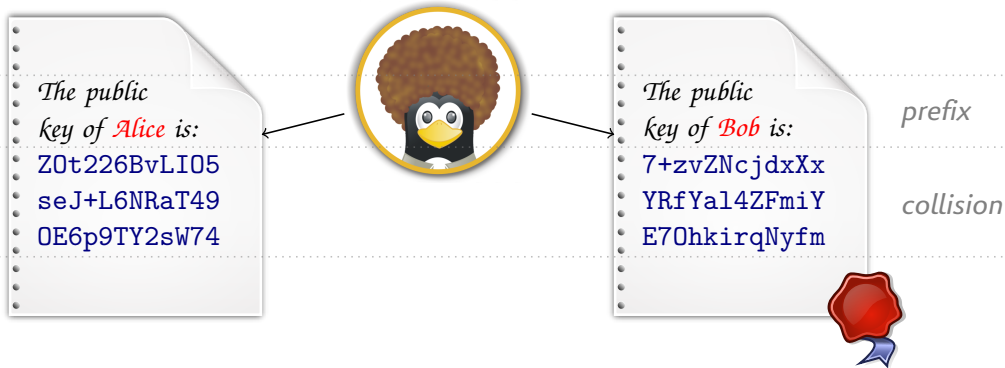 The public
key of Alice is:
ZOt226BvLIO5
seJ+L6NRaT49
OE6p9TY2sW74
The public
key of Bob is:
7+zvZNcjdxXx
YRfYal4ZFmiY
E7OhkirqNyfm
prefix
collision